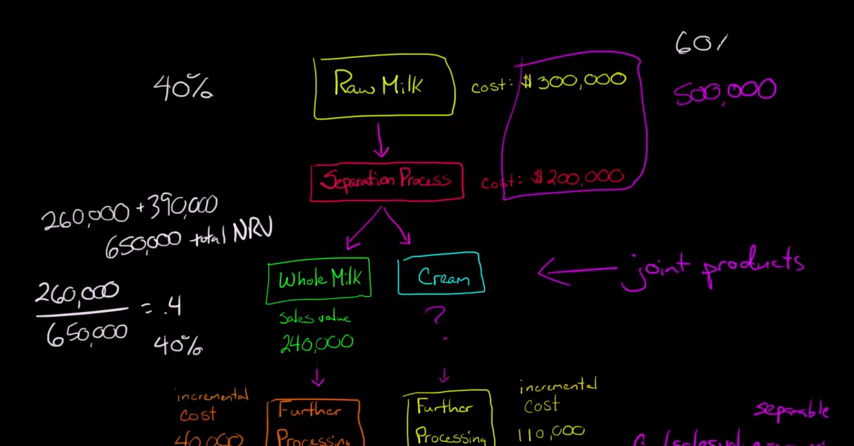 60%
40%
Raw Milk
cost: $300,000
500,000
Separation Process
cost: $200,000
260,000 + 390,000
650,000 total NRV
Whole Milk
Cream
joint products
260,000
650,000
= .4
40%
sales value
240,000
?
incremental
cost
40,000
Further
Processing
Further
Processing
incremental
cost
110,000
separable